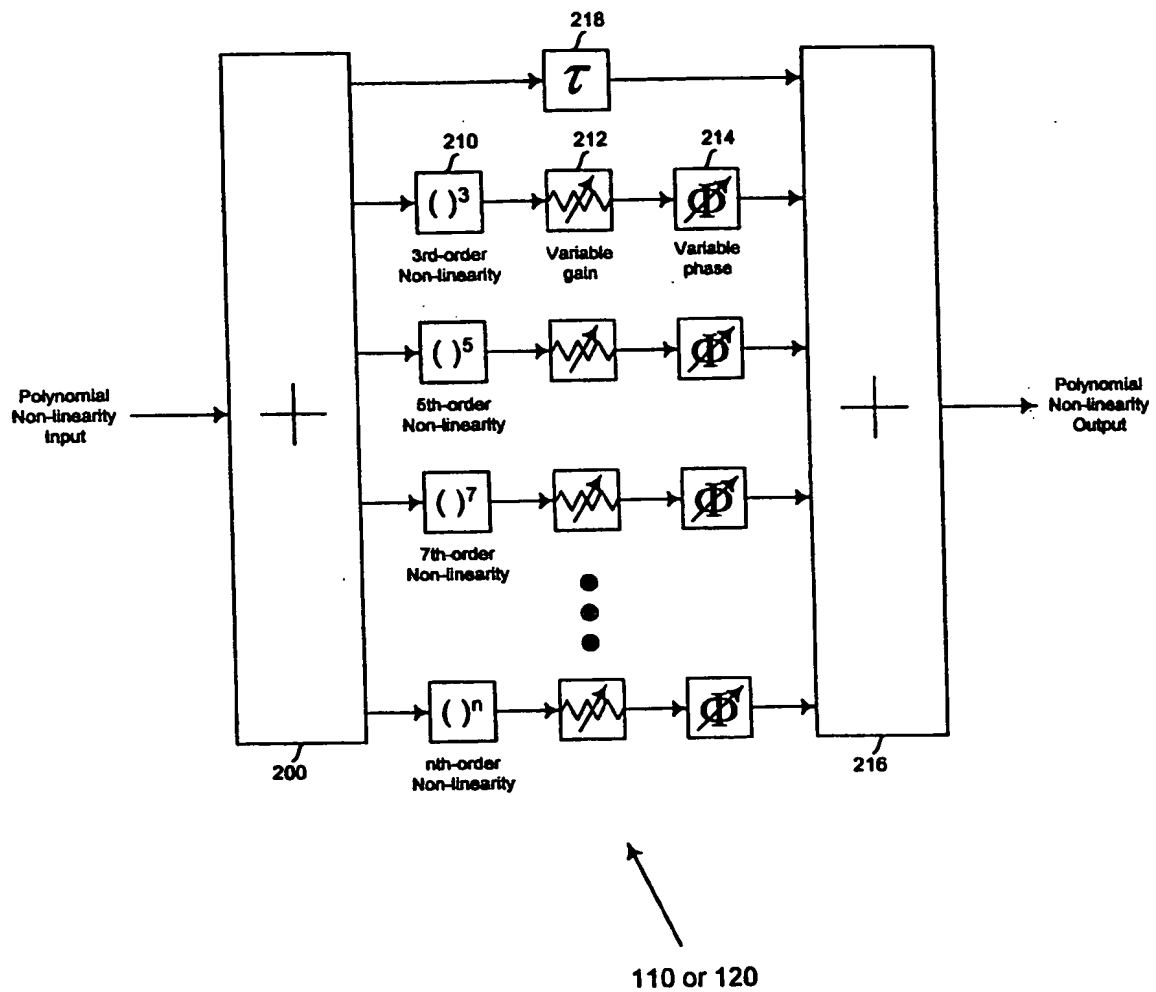 218
τ
210
212
214
( )3
Φ
3rd-order
Non-linearity
Variable
gain
Variable
phase
( )5
Φ
5th-order
Non-linearity
Polynomial
Non-linearity
Input
+
+
Polynomial
Non-linearity
Output
( )7
Φ
7th-order
Non-linearity
( )n
Φ
nth-order
Non-linearity
200
216
110 or 120